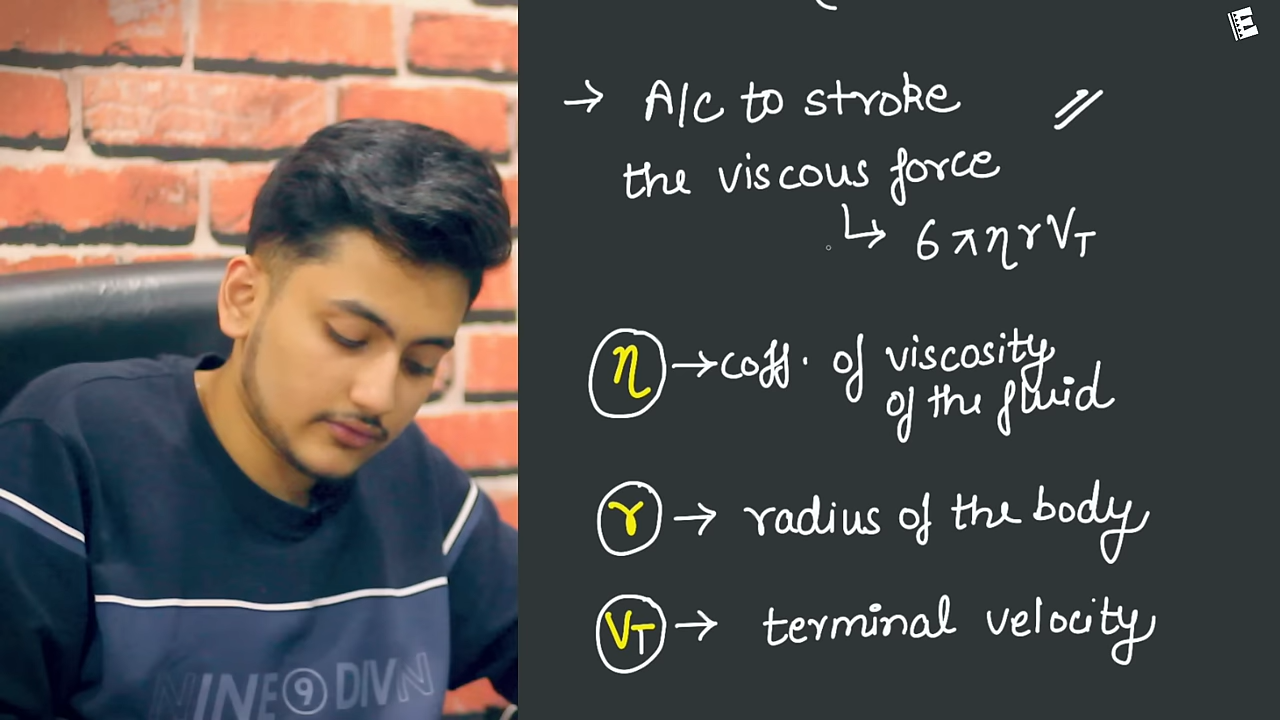 → A/c to stroke
the viscous force
↳ 6πηrV_T
η → coff. of viscosity
of the fluid
r → radius of the body
V_T → terminal velocity
NINE 9 DIVN
E